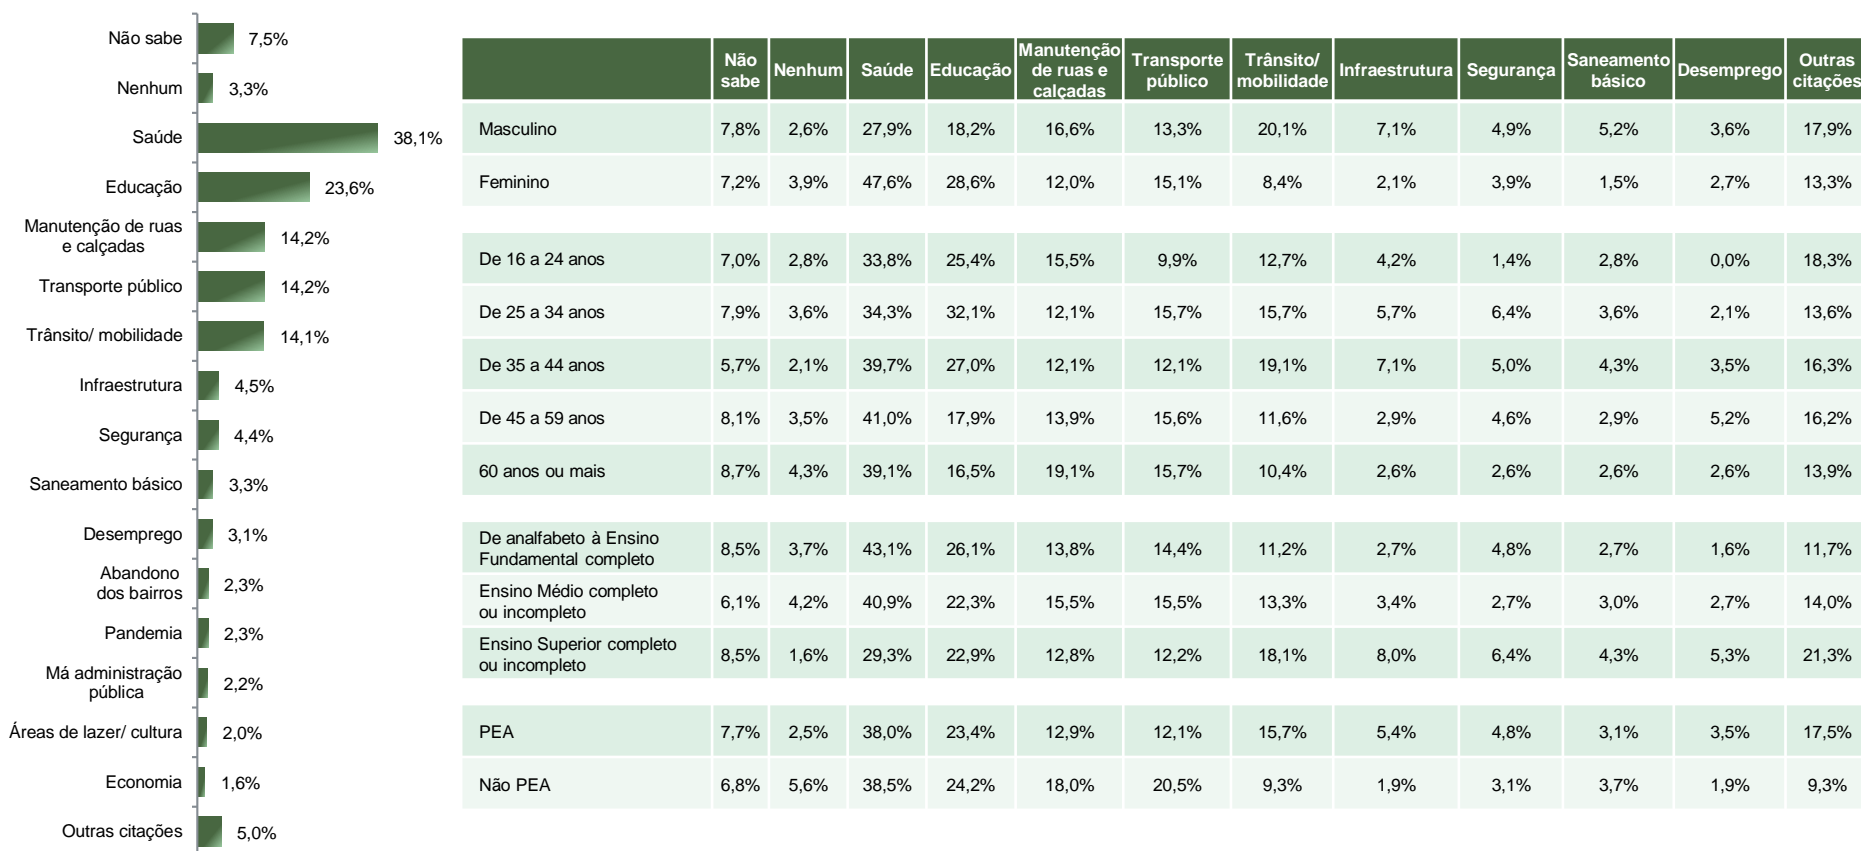 Não sabe 7,5%
Nenhum 3,3%
Saúde 38,1%
Educação 23,6%
Manutenção de ruas
e calçadas 14,2%
Transporte público 14,2%
Trânsito/ mobilidade 14,1%
Infraestrutura 4,5%
Segurança 4,4%
Saneamento básico 3,3%
Desemprego 3,1%
Abandono
dos bairros 2,3%
Pandemia 2,3%
Má administração
pública 2,2%
Áreas de lazer/ cultura 2,0%
Economia 1,6%
Outras citações 5,0%
Não sabe Nenhum Saúde Educação Manutenção de ruas e calçadas Transporte público Trânsito/ mobilidade Infraestrutura Segurança Saneamento básico Desemprego Outras citações
Masculino 7,8% 2,6% 27,9% 18,2% 16,6% 13,3% 20,1% 7,1% 4,9% 5,2% 3,6% 17,9%
Feminino 7,2% 3,9% 47,6% 28,6% 12,0% 15,1% 8,4% 2,1% 3,9% 1,5% 2,7% 13,3%
De 16 a 24 anos 7,0% 2,8% 33,8% 25,4% 15,5% 9,9% 12,7% 4,2% 1,4% 2,8% 0,0% 18,3%
De 25 a 34 anos 7,9% 3,6% 34,3% 32,1% 12,1% 15,7% 15,7% 5,7% 6,4% 3,6% 2,1% 13,6%
De 35 a 44 anos 5,7% 2,1% 39,7% 27,0% 12,1% 12,1% 19,1% 7,1% 5,0% 4,3% 3,5% 16,3%
De 45 a 59 anos 8,1% 3,5% 41,0% 17,9% 13,9% 15,6% 11,6% 2,9% 4,6% 2,9% 5,2% 16,2%
60 anos ou mais 8,7% 4,3% 39,1% 16,5% 19,1% 15,7% 10,4% 2,6% 2,6% 2,6% 2,6% 13,9%
De analfabeto à Ensino
Fundamental completo 8,5% 3,7% 43,1% 26,1% 13,8% 14,4% 11,2% 2,7% 4,8% 2,7% 1,6% 11,7%
Ensino Médio completo
ou incompleto 6,1% 4,2% 40,9% 22,3% 15,5% 15,5% 13,3% 3,4% 2,7% 3,0% 2,7% 14,0%
Ensino Superior completo
ou incompleto 8,5% 1,6% 29,3% 22,9% 12,8% 12,2% 18,1% 8,0% 6,4% 4,3% 5,3% 21,3%
PEA 7,7% 2,5% 38,0% 23,4% 12,9% 12,1% 15,7% 5,4% 4,8% 3,1% 3,5% 17,5%
Não PEA 6,8% 5,6% 38,5% 24,2% 18,0% 20,5% 9,3% 1,9% 3,1% 3,7% 1,9% 9,3%